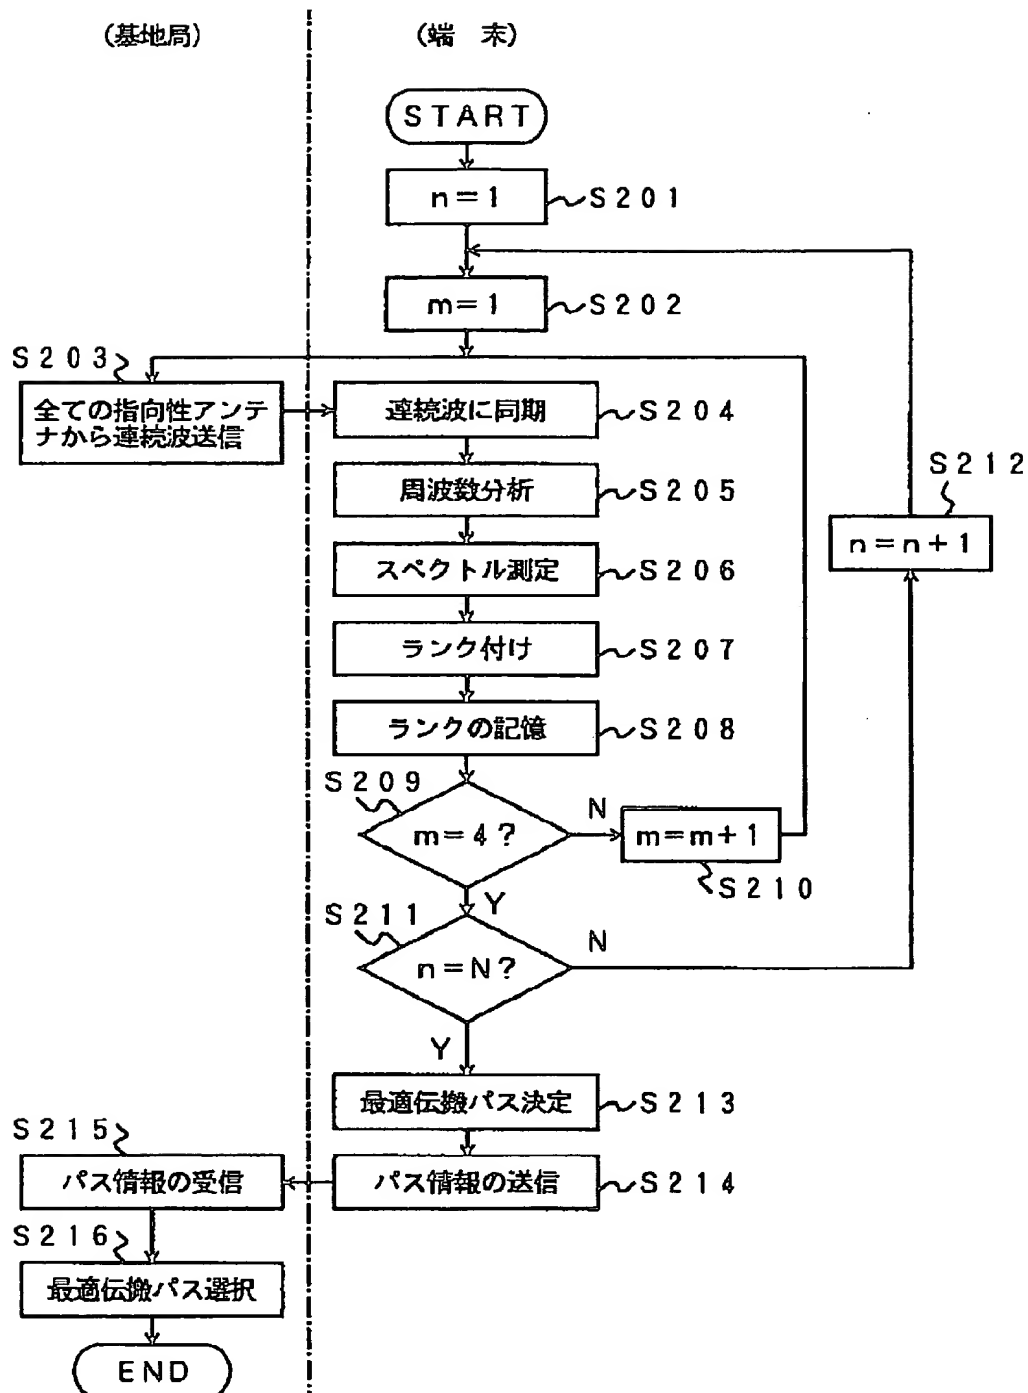 (基地局)
(端 末)
START
n=1
S201
m=1
S202
S203
全ての指向性アンテ
ナから連続波送信
連続波に同期
S204
周波数分析
S205
スペクトル測定
S206
ランク付け
S207
ランクの記憶
S208
S209
m=4?
N
m=m+1
S210
Y
S211
n=N?
N
S212
n=n+1
Y
最適伝搬パス決定
S213
パス情報の送信
S214
S215
パス情報の受信
S216
最適伝搬パス選択
END